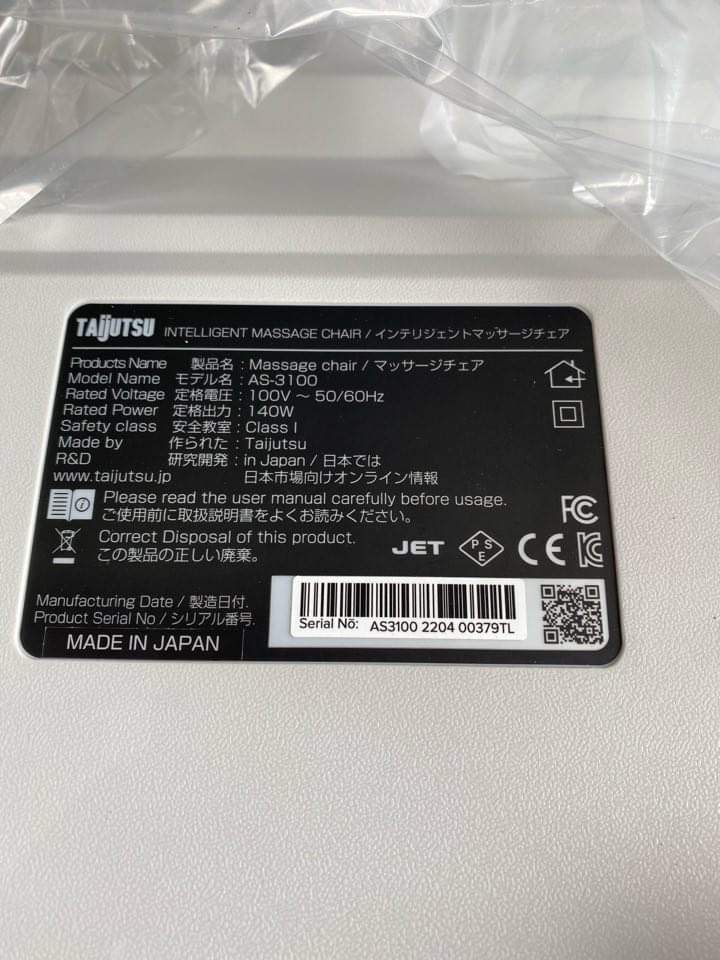 TAIJUTSU INTELLIGENT MASSAGE CHAIR / インテリジェントマッサージチェア
Products Name 製品名 : Massage chair / マッサージチェア
Model Name モデル名 : AS-3100
Rated Voltage 定格電圧 : 100V ～ 50/60Hz
Rated Power 定格出力 : 140W
Safety class 安全教室 : Class I
Made by 作られた : Taijutsu
R&D 研究開発 : in Japan / 日本では
www.taijutsu.jp 日本市場向けオンライン情報
Please read the user manual carefully before usage.
ご使用前に取扱説明書をよくお読みください。
FC
Correct Disposal of this product.
この製品の正しい廃棄。
JET PSE CE KC
Manufacturing Date / 製造日付.
Product Serial No / シリアル番号.
Serial Nõ: AS3100 2204 00379TL
MADE IN JAPAN